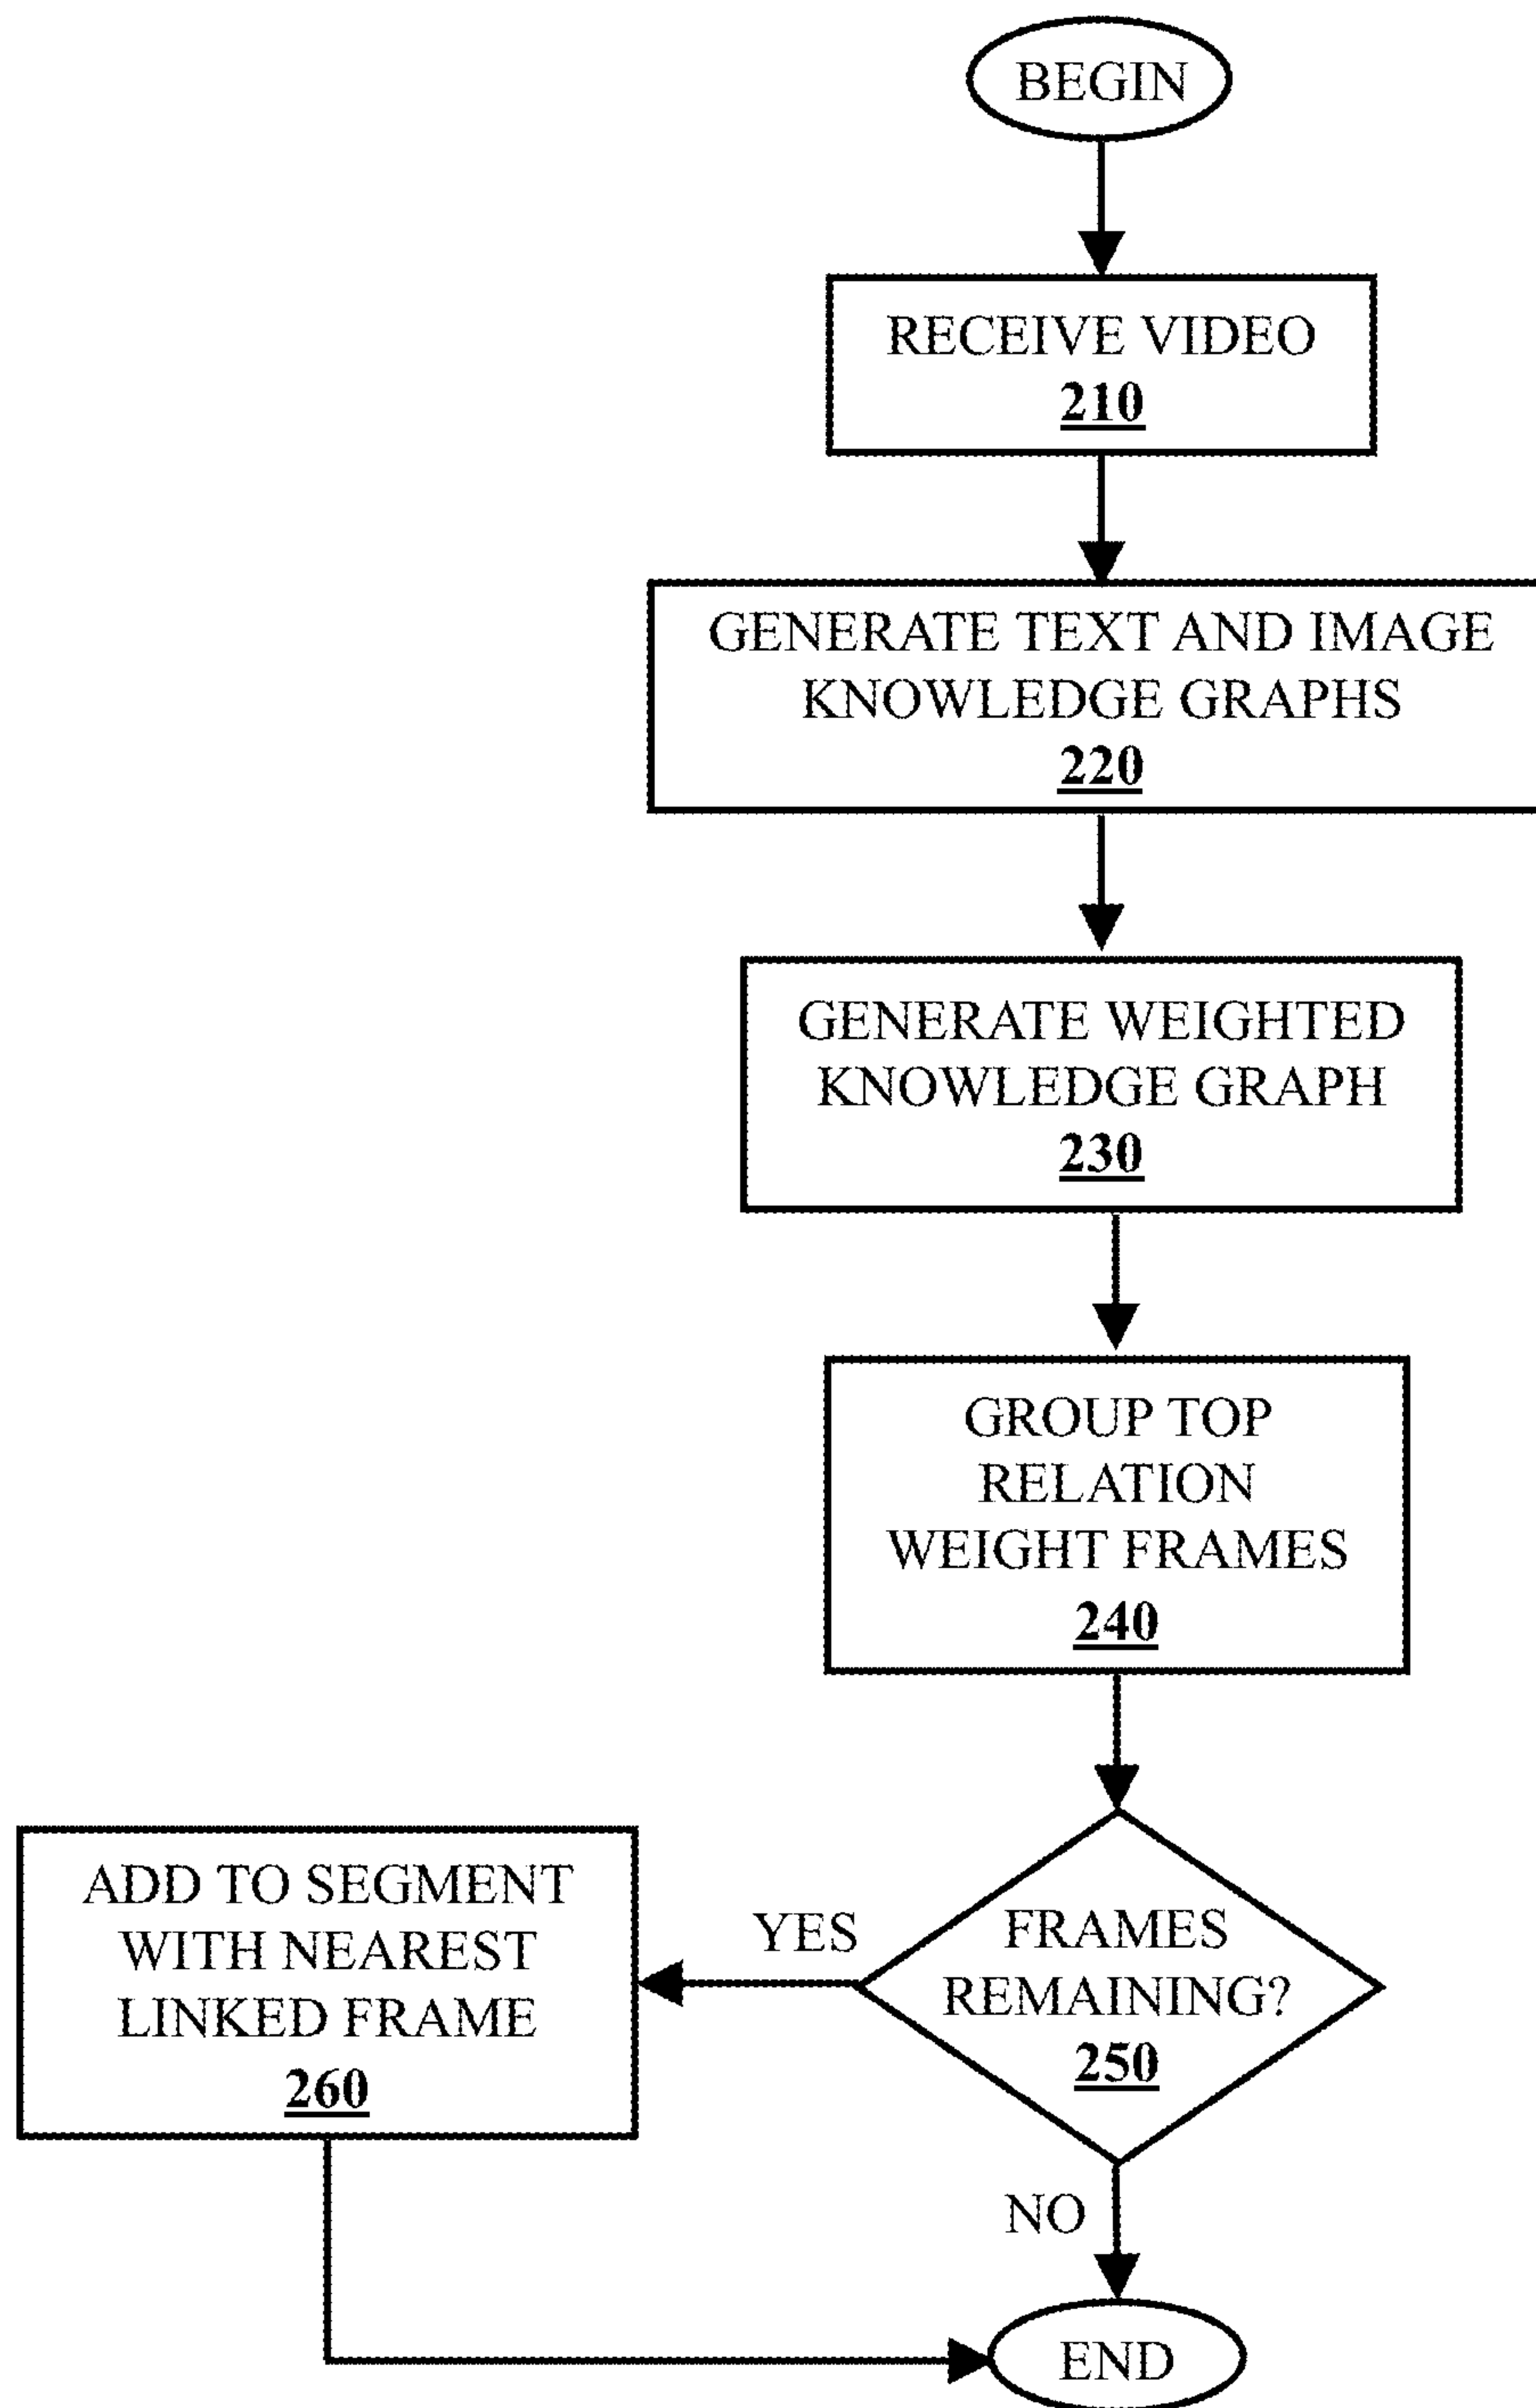 BEGIN
RECEIVE VIDEO
210
GENERATE TEXT AND IMAGE
KNOWLEDGE GRAPHS
220
GENERATE WEIGHTED
KNOWLEDGE GRAPH
230
GROUP TOP
RELATION
WEIGHT FRAMES
240
FRAMES
REMAINING?
250
YES
ADD TO SEGMENT
WITH NEAREST
LINKED FRAME
260
NO
END